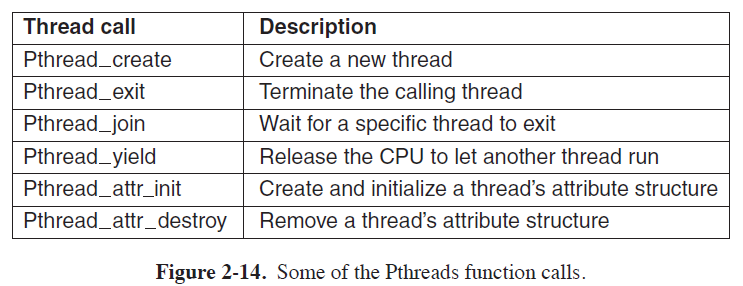 Thread call Description
Pthread_create Create a new thread
Pthread_exit Terminate the calling thread
Pthread_join Wait for a specific thread to exit
Pthread_yield Release the CPU to let another thread run
Pthread_attr_init Create and initialize a thread’s attribute structure
Pthread_attr_destroy Remove a thread’s attribute structure
Figure 2-14. Some of the Pthreads function calls.